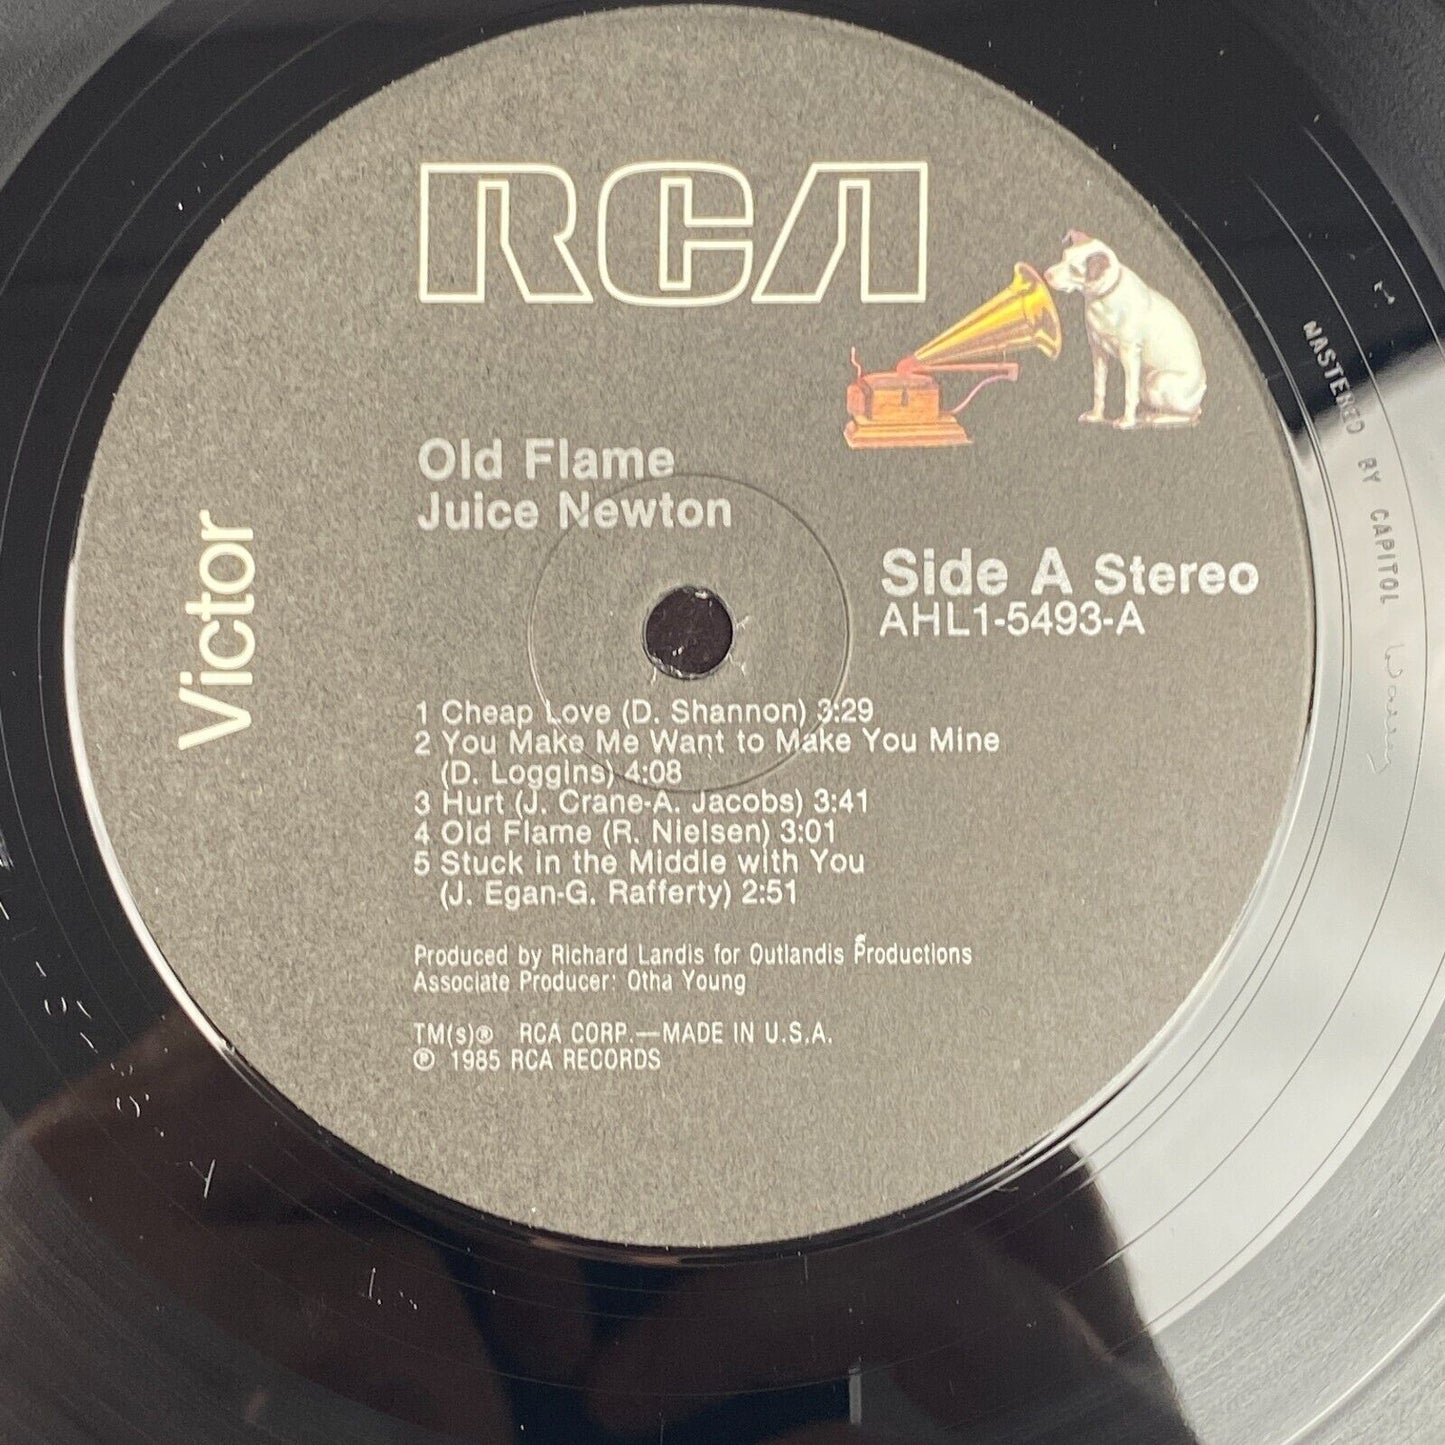 RCA
Victor
Old Flame
Juice Newton
Side A Stereo
AHL1-5493-A
1 Cheap Love (D. Shannon) 3:29
2 You Make Me Want to Make You Mine
(D. Loggins) 4:08
3 Hurt (J. Crane-A. Jacobs) 3:41
4 Old Flame (R. Nielsen) 3:01
5 Stuck in the Middle with You
(J. Egan-G. Rafferty) 2:51
Produced by Richard Landis for Outlandis Productions
Associate Producer: Otha Young
TM(s)® RCA CORP.—MADE IN U.S.A.
℗ 1985 RCA RECORDS
MASTERED BY CAPITOL